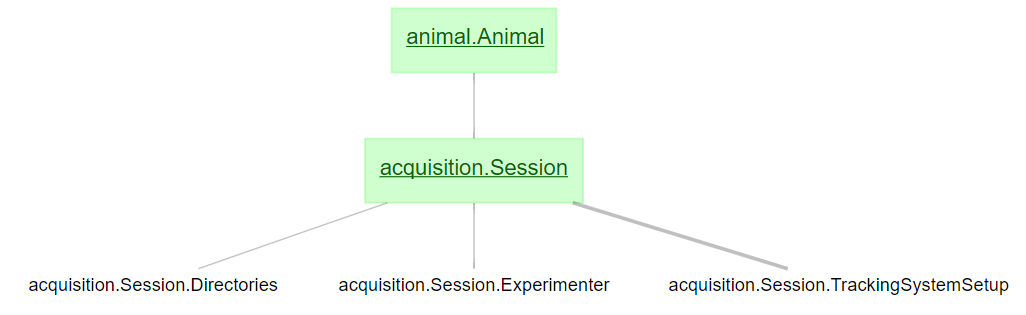 animal.Animal
acquisition.Session
acquisition.Session.Directories
acquisition.Session.Experimenter
acquisition.Session.TrackingSystemSetup